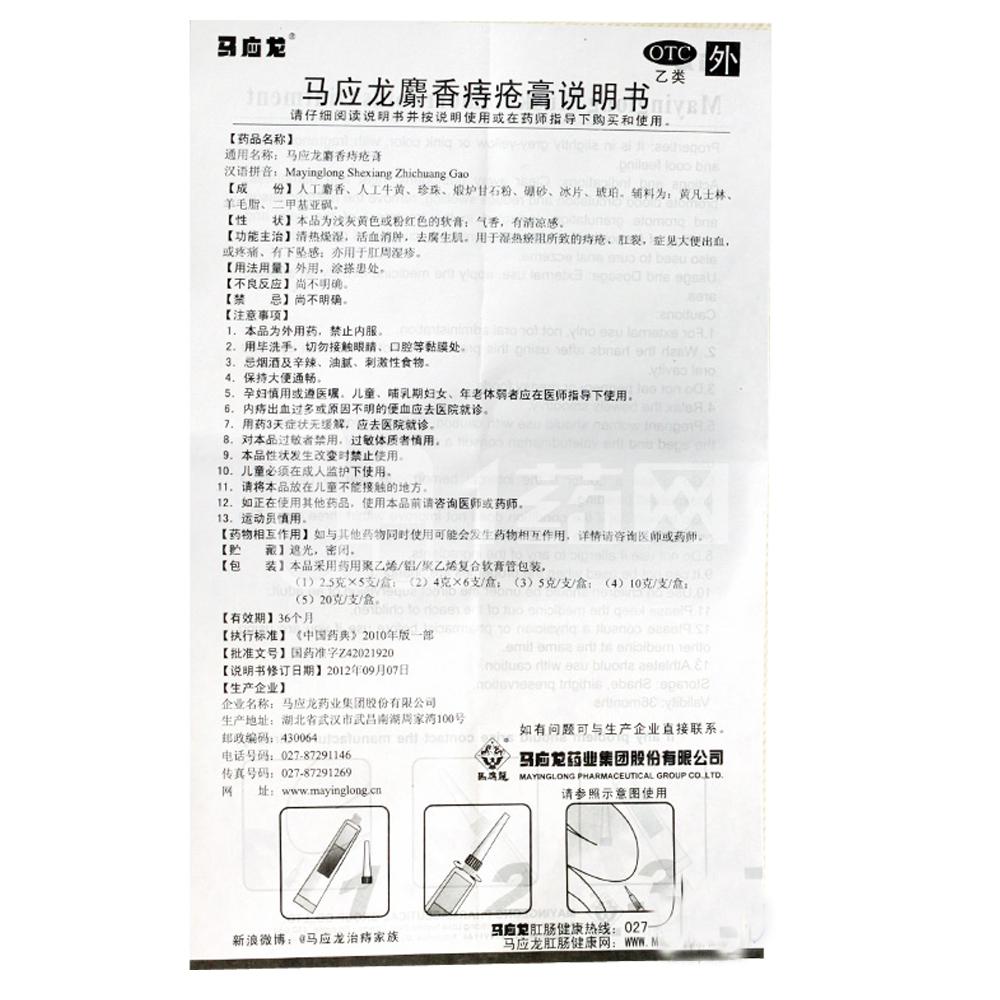 马应龙®
OTC
乙类
外
马应龙麝香痔疮膏说明书
请仔细阅读说明书并按说明使用或在药师指导下购买和使用。
【药品名称】
通用名称：马应龙麝香痔疮膏
汉语拼音：Mayinglong Shexiang Zhichuang Gao
【成　份】人工麝香、人工牛黄、珍珠、煅炉甘石粉、硼砂、冰片、琥珀。辅料为：黄凡士林、
羊毛脂、二甲基亚砜。
【性　状】本品为浅灰黄色或粉红色的软膏；气香，有清凉感。
【功能主治】清热燥湿，活血消肿，去腐生肌。用于湿热瘀阻所致的痔疮、肛裂，症见大便出血，
或疼痛、有下坠感；亦用于肛周湿疹。
【用法用量】外用，涂搽患处。
【不良反应】尚不明确。
【禁　忌】尚不明确。
【注意事项】
1．本品为外用药，禁止内服。
2．用毕洗手，切勿接触眼睛、口腔等黏膜处。
3．忌烟酒及辛辣、油腻、刺激性食物。
4．保持大便通畅。
5．孕妇慎用或遵医嘱。儿童、哺乳期妇女、年老体弱者应在医师指导下使用。
6．内痔出血过多或原因不明的便血应去医院就诊。
7．用药3天症状无缓解，应去医院就诊。
8．对本品过敏者禁用，过敏体质者慎用。
9．本品性状发生改变时禁止使用。
10．儿童必须在成人监护下使用。
11．请将本品放在儿童不能接触的地方。
12．如正在使用其他药品，使用本品前请咨询医师或药师。
13．运动员慎用。
【药物相互作用】如与其他药物同时使用可能会发生药物相互作用，详情请咨询医师或药师。
【贮　藏】遮光，密闭。
【包　装】本品采用药用聚乙烯/铝/聚乙烯复合软膏管包装，
（1）2.5克×5支/盒；（2）4克×6支/盒；（3）5克/支/盒；（4）10克/支/盒；
（5）20克/支/盒。
【有效期】36个月
【执行标准】《中国药典》2010年版一部
【批准文号】国药准字Z42021920
【说明书修订日期】2012年09月07日
【生产企业】
企业名称：马应龙药业集团股份有限公司
生产地址：湖北省武汉市武昌南湖周家湾100号
邮政编码：430064
电话号码：027-87291146
传真号码：027-87291269
网　址：www.mayinglong.cn
如有问题可与生产企业直接联系。
马应龙药业集团股份有限公司
MAYINGLONG PHARMACEUTICAL GROUP CO.,LTD.
请参照示意图使用
1
2
3
新浪微博：@马应龙治痔家族
马应龙肛肠健康热线：027-
马应龙肛肠健康网：www.M